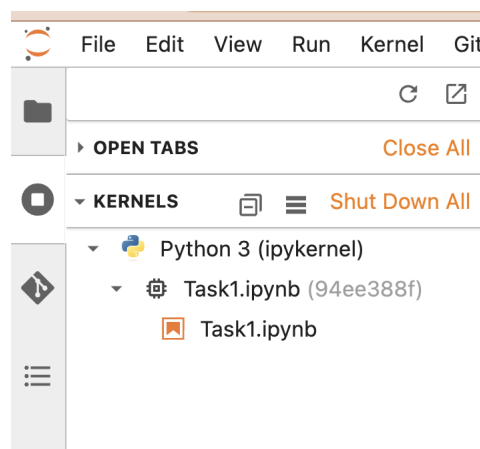 File Edit View Run Kernel Git
OPEN TABS Close All
KERNELS Shut Down All
Python 3 (ipykernel)
Task1.ipynb (94ee388f)
Task1.ipynb